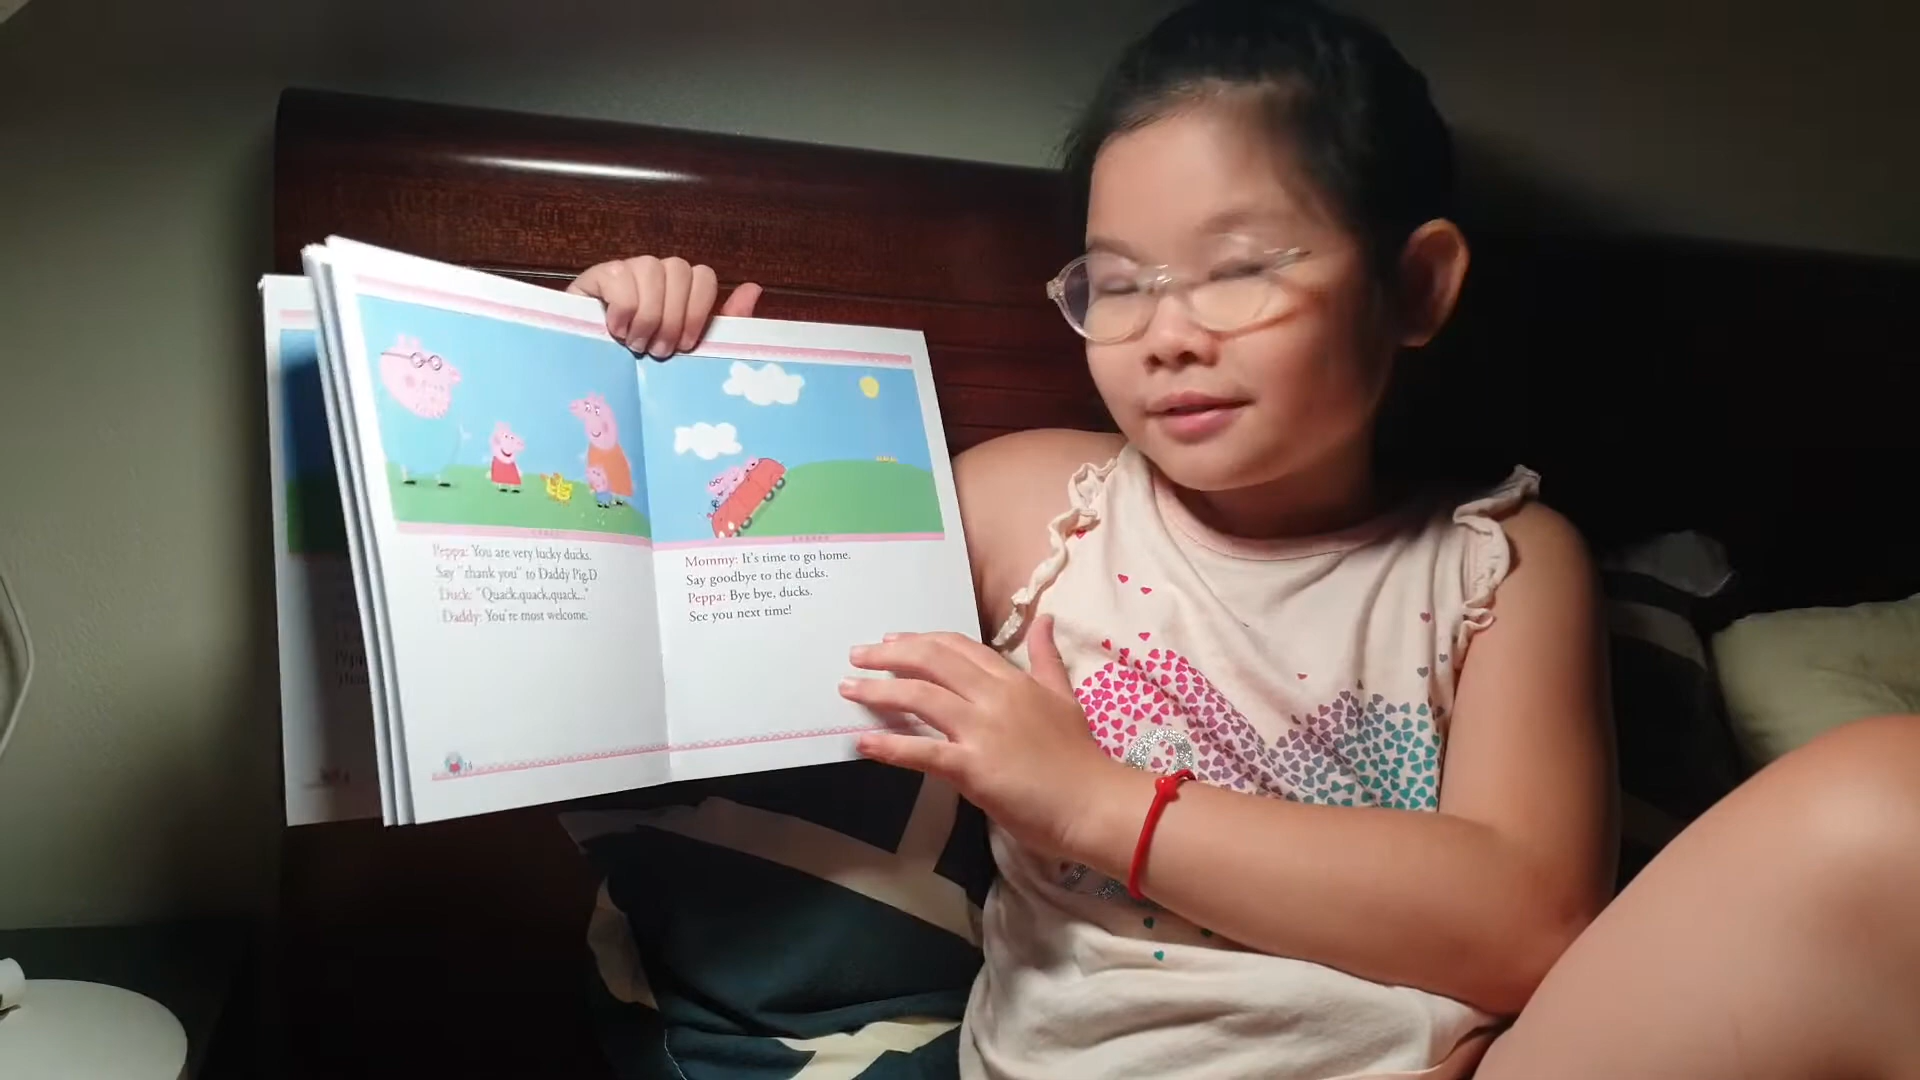 Peppa: You are very lucky ducks.
Say "thank you" to Daddy Pig.D
Duck: "Quack,quack,quack..."
Daddy: You're most welcome.
14
Mommy: It's time to go home.
Say goodbye to the ducks.
Peppa: Bye bye, ducks.
See you next time!